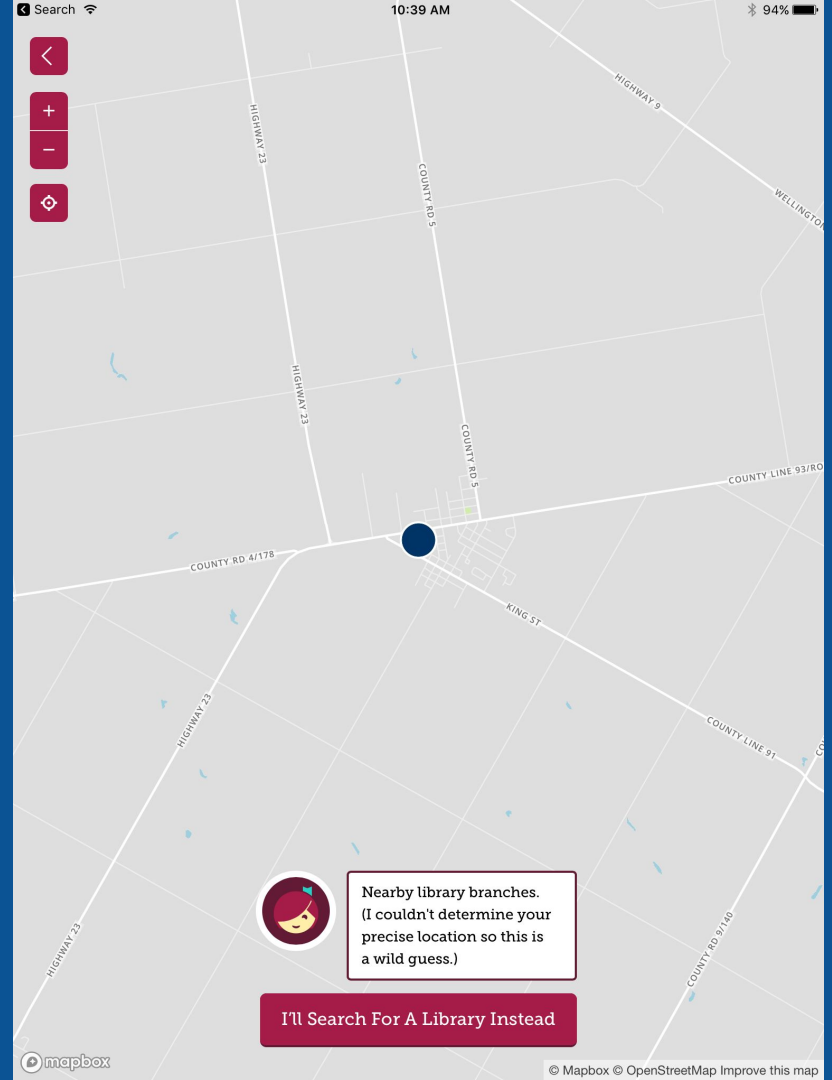 Search
10:39 AM
94%
+
−
HIGHWAY 9
HIGHWAY 23
COUNTY RD 5
WELLINGTO
HIGHWAY 23
COUNTY RD 5
COUNTY LINE 93/RO
COUNTY RD 4/178
KING ST
HIGHWAY 23
COUNTY LINE 91
CO
Nearby library branches.
(I couldn't determine your
precise location so this is
a wild guess.)
HIGHWAY 23
COUNTY RD 9/140
I'll Search For A Library Instead
mapbox
© Mapbox © OpenStreetMap Improve this map